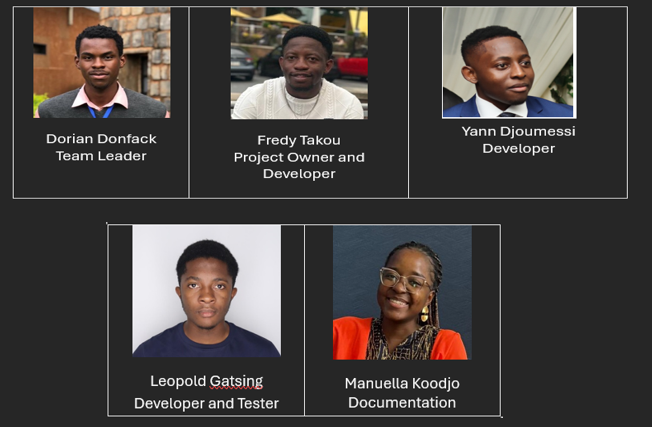 Dorian Donfack
Team Leader
Fredy Takou
Project Owner and
Developer
Yann Djoumessi
Developer
Leopold Gatsing
Developer and Tester
Manuella Koodjo
Documentation